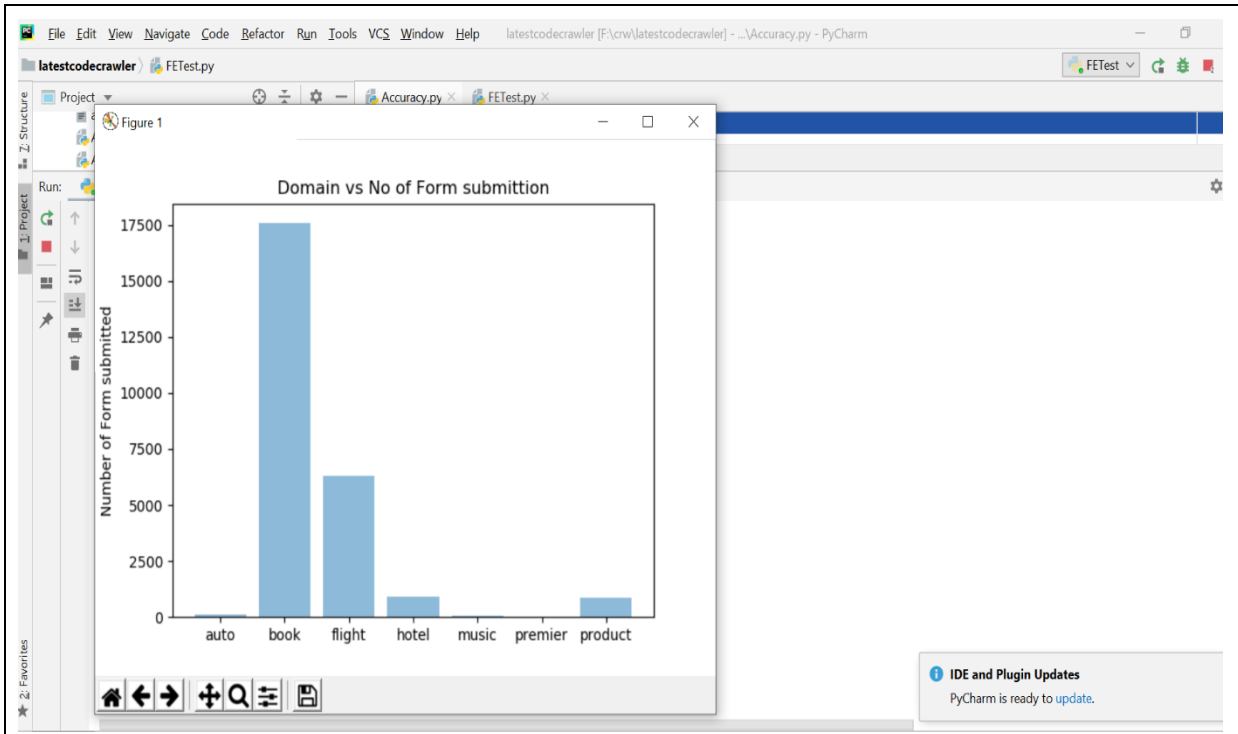 File Edit View Navigate Code Refactor Run Tools VCS Window Help latestcodecrawler [F:\crw\latestcodecrawler] - ...\Accuracy.py - PyCharm
latestcodecrawler FETest.py FETest
Project Accuracy.py FETest.py
Z: Structure
1: Project
2: Favorites
Run:
Figure 1
Domain vs No of Form submittion
Number of Form submitted
17500
15000
12500
10000
7500
5000
2500
0
auto book flight hotel music premier product
IDE and Plugin Updates
PyCharm is ready to update.